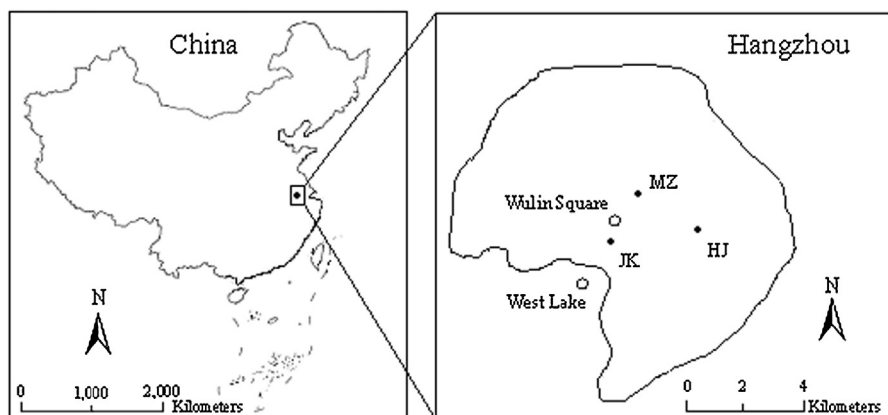 China
N
0 1,000 2,000
Kilometers
Hangzhou
MZ
Wulin Square
JK
HJ
West Lake
N
0 2 4
Kilometers